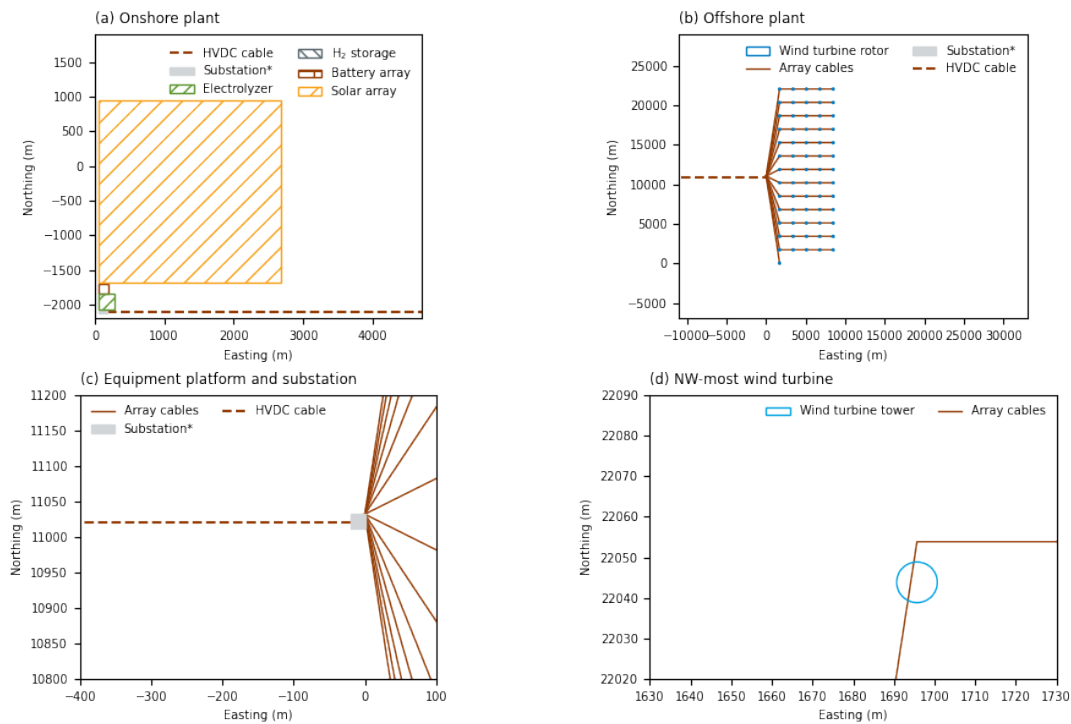 (a) Onshore plant
HVDC cable
Substation*
Electrolyzer
H₂ storage
Battery array
Solar array
Northing (m)
1500
1000
500
0
−500
−1000
−1500
−2000
0 1000 2000 3000 4000
Easting (m)
(b) Offshore plant
Wind turbine rotor
Array cables
Substation*
HVDC cable
Northing (m)
25000
20000
15000
10000
5000
0
−5000
−10000 −5000 0 5000 10000 15000 20000 25000 30000
Easting (m)
(c) Equipment platform and substation
Array cables
Substation*
HVDC cable
Northing (m)
11200
11150
11100
11050
11000
10950
10900
10850
10800
−400 −300 −200 −100 0 100
Easting (m)
(d) NW-most wind turbine
Wind turbine tower
Array cables
Northing (m)
22090
22080
22070
22060
22050
22040
22030
22020
1630 1640 1650 1660 1670 1680 1690 1700 1710 1720 1730
Easting (m)